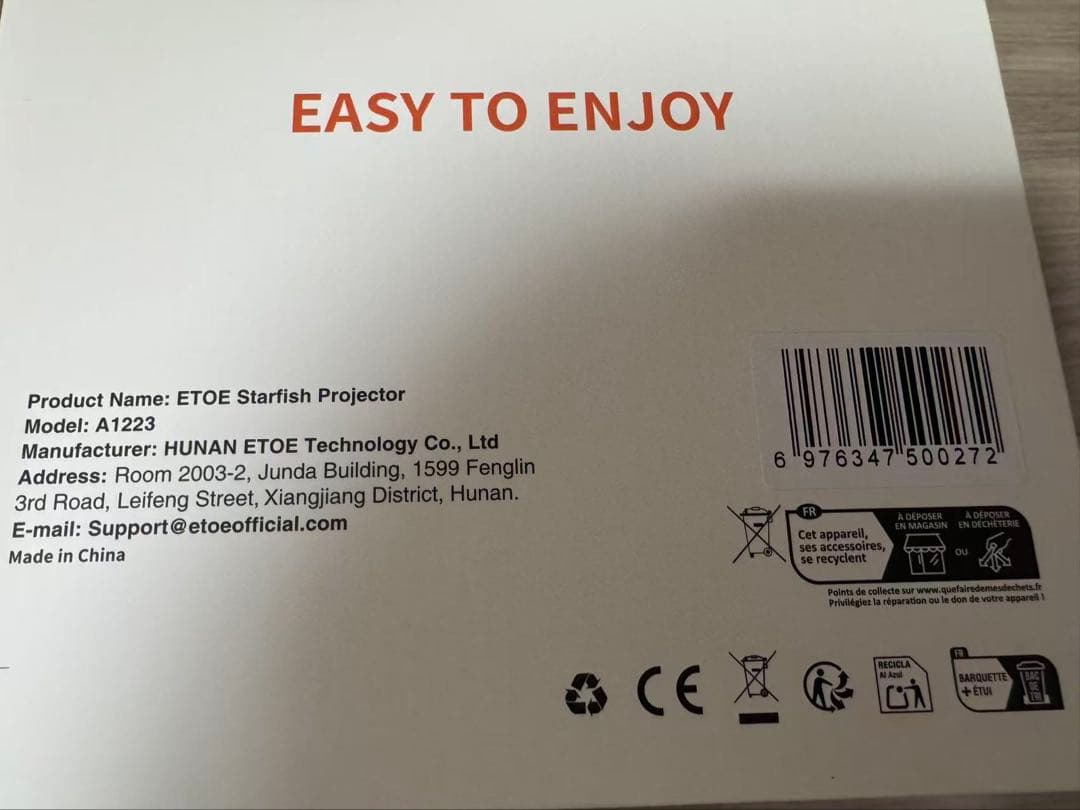 EASY TO ENJOY
Product Name: ETOE Starfish Projector
Model: A1223
Manufacturer: HUNAN ETOE Technology Co., Ltd
Address: Room 2003-2, Junda Building, 1599 Fenglin
3rd Road, Leifeng Street, Xiangjiang District, Hunan.
E-mail: Support@etoeofficial.com
Made in China
6 976347 500272
FR
Cet appareil,
ses accessoires,
se recyclent
À DÉPOSER
EN MAGASIN
OU
À DÉPOSER
EN DÉCHÈTERIE
Points de collecte sur www.quefairedemesdechets.fr
Privilégiez la réparation ou le don de votre appareil !
CE
RECICLA
Al Azul
FR
BARQUETTE
+ ÉTUI
BAC
DE
TRI